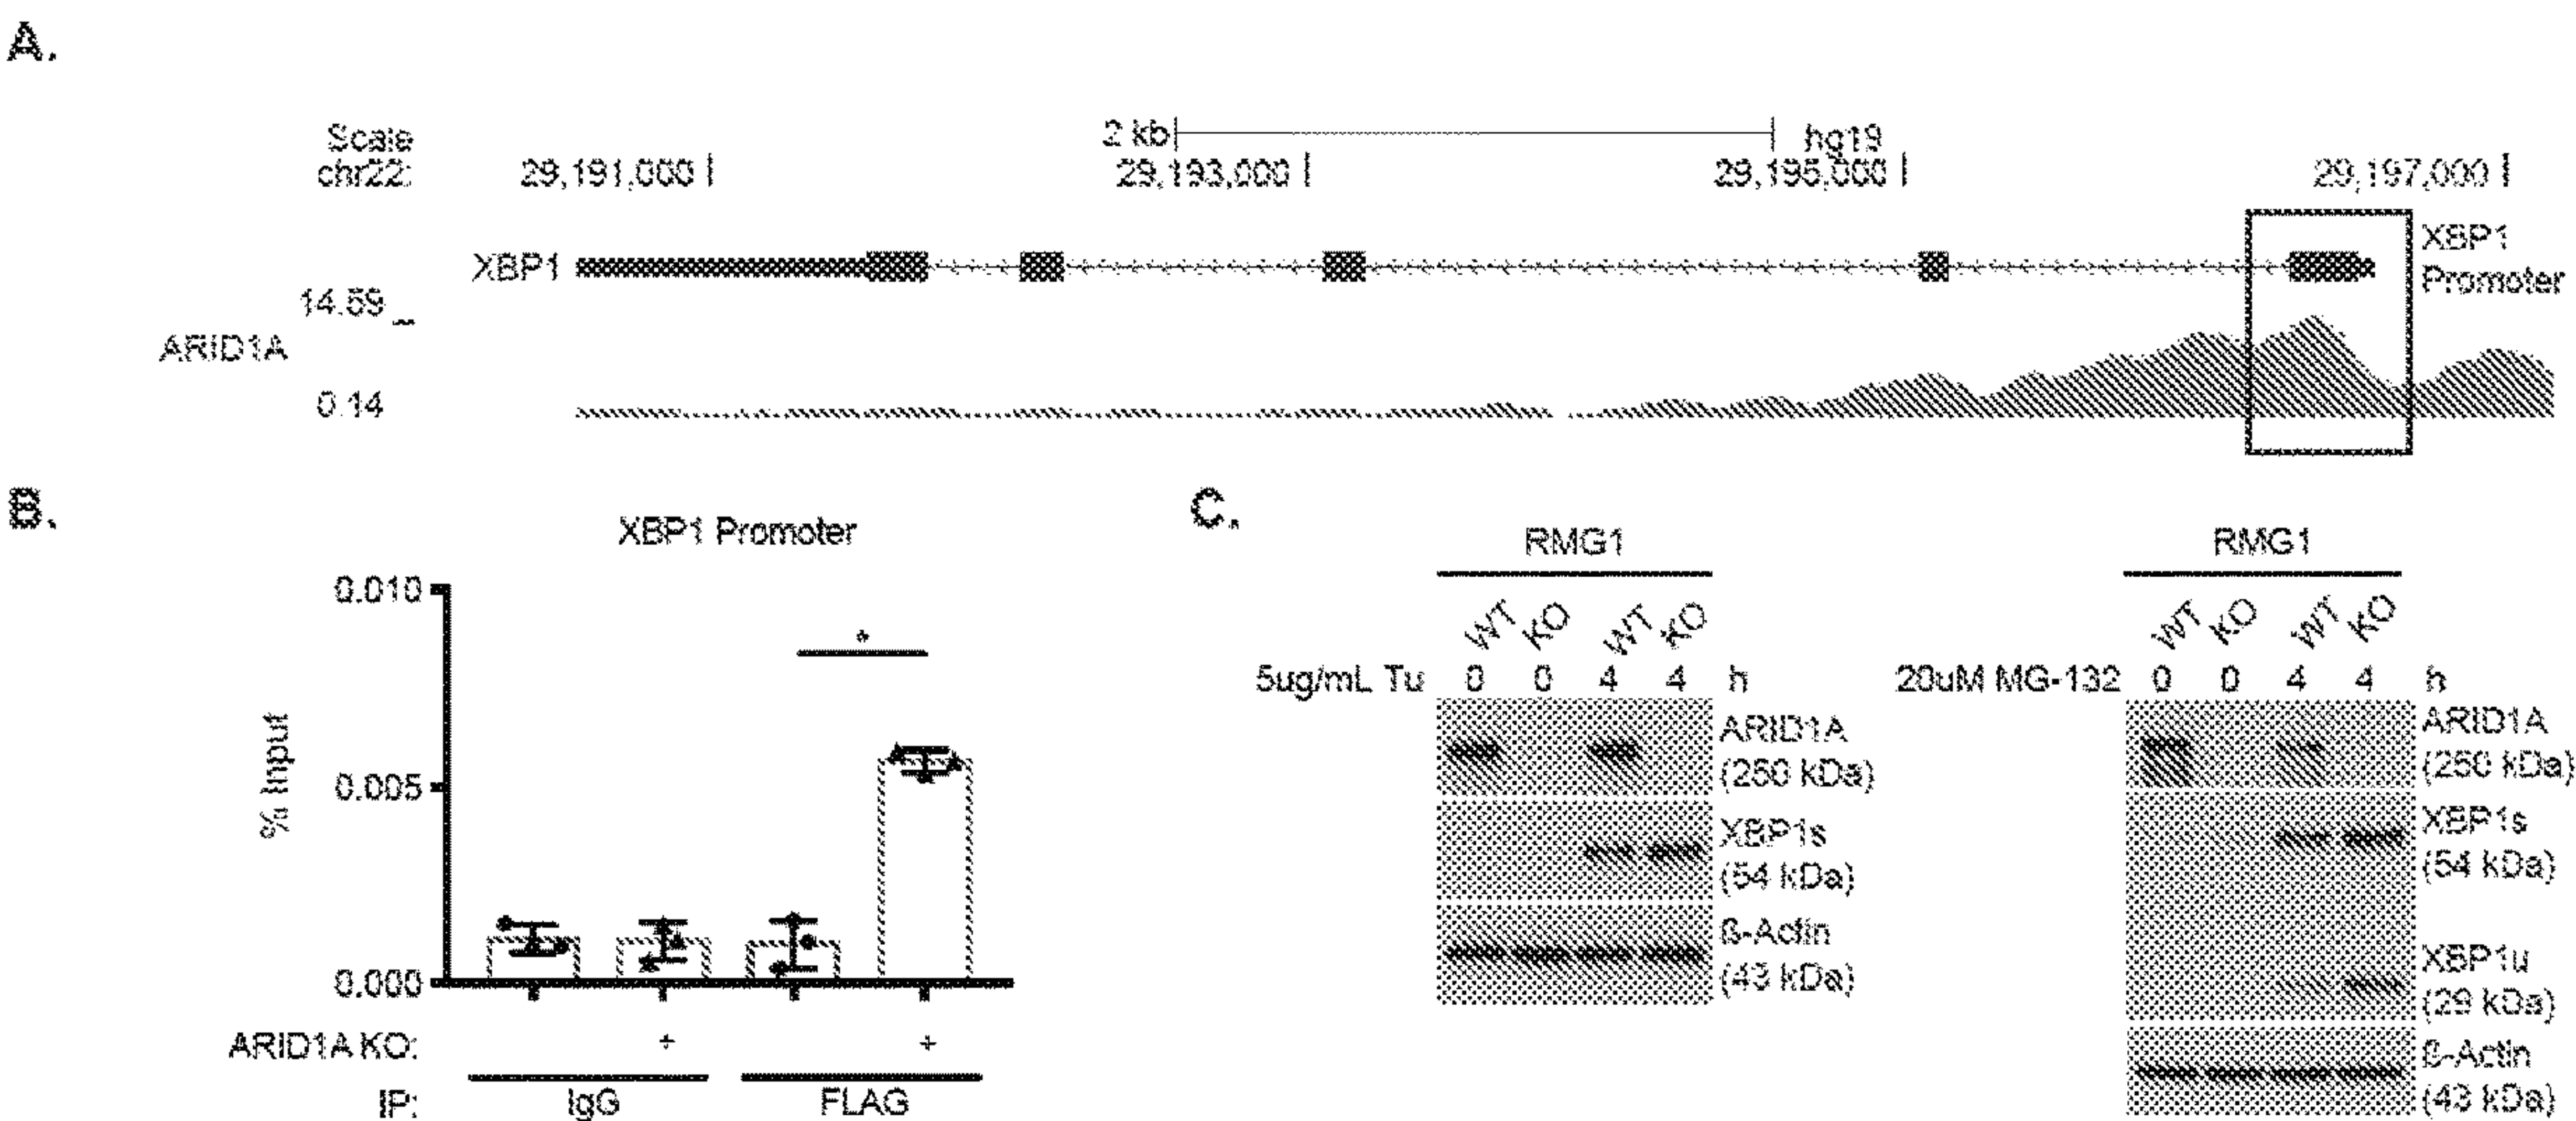 A.
Scale 2 kb hg19
chr22: 29,191,000 29,193,000 29,195,000 29,197,000
XBP1
XBP1
Promoter
14.59
ARID1A
0.14
B.
XBP1 Promoter
0.010
% Input
0.005
0.000
*
ARID1A KO: + +
IP: IgG FLAG
C.
RMG1
WT KO WT KO
5ug/mL Tu 0 0 4 4 h
ARID1A
(250 kDa)
XBP1s
(54 kDa)
ß-Actin
(43 kDa)
RMG1
WT KO WT KO
20uM MG-132 0 0 4 4 h
ARID1A
(250 kDa)
XBP1s
(54 kDa)
XBP1u
(29 kDa)
ß-Actin
(43 kDa)